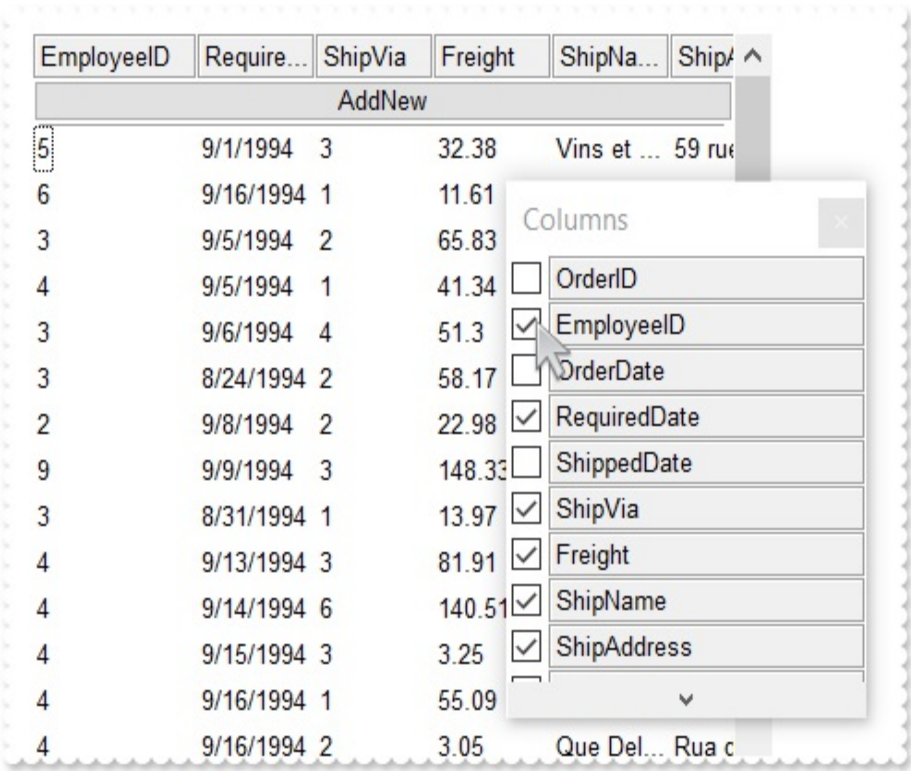 EmployeeID Require... ShipVia Freight ShipNa... ShipA
AddNew
5 9/1/1994 3 32.38 Vins et ... 59 rue
6 9/16/1994 1 11.61
Columns
3 9/5/1994 2 65.83
OrderID
4 9/5/1994 1 41.34
EmployeeID
3 9/6/1994 4 51.3
OrderDate
3 8/24/1994 2 58.17
RequiredDate
2 9/8/1994 2 22.98
ShippedDate
9 9/9/1994 3 148.33
ShipVia
3 8/31/1994 1 13.97
Freight
4 9/13/1994 3 81.91
ShipName
4 9/14/1994 6 140.51
ShipAddress
4 9/15/1994 3 3.25
4 9/16/1994 1 55.09
4 9/16/1994 2 3.05 Que Del... Rua d